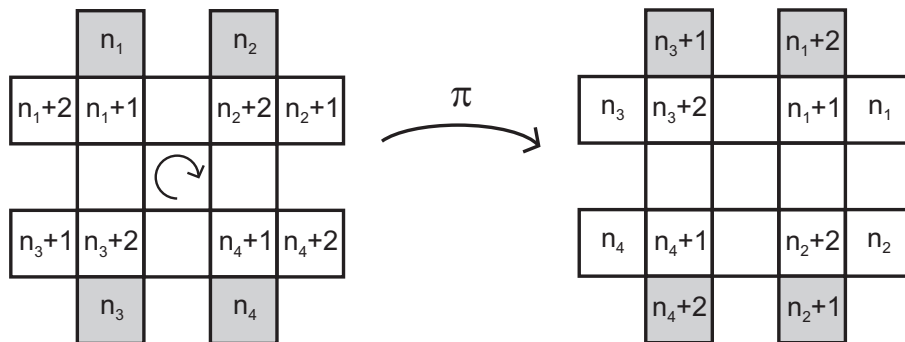 n₁ n₂ n₃+1 n₁+2
n₁+2 n₁+1 n₂+2 n₂+1 π n₃ n₃+2 n₁+1 n₁
n₃+1 n₃+2 n₄+1 n₄+2 n₄ n₄+1 n₂+2 n₂
n₃ n₄ n₄+2 n₂+1